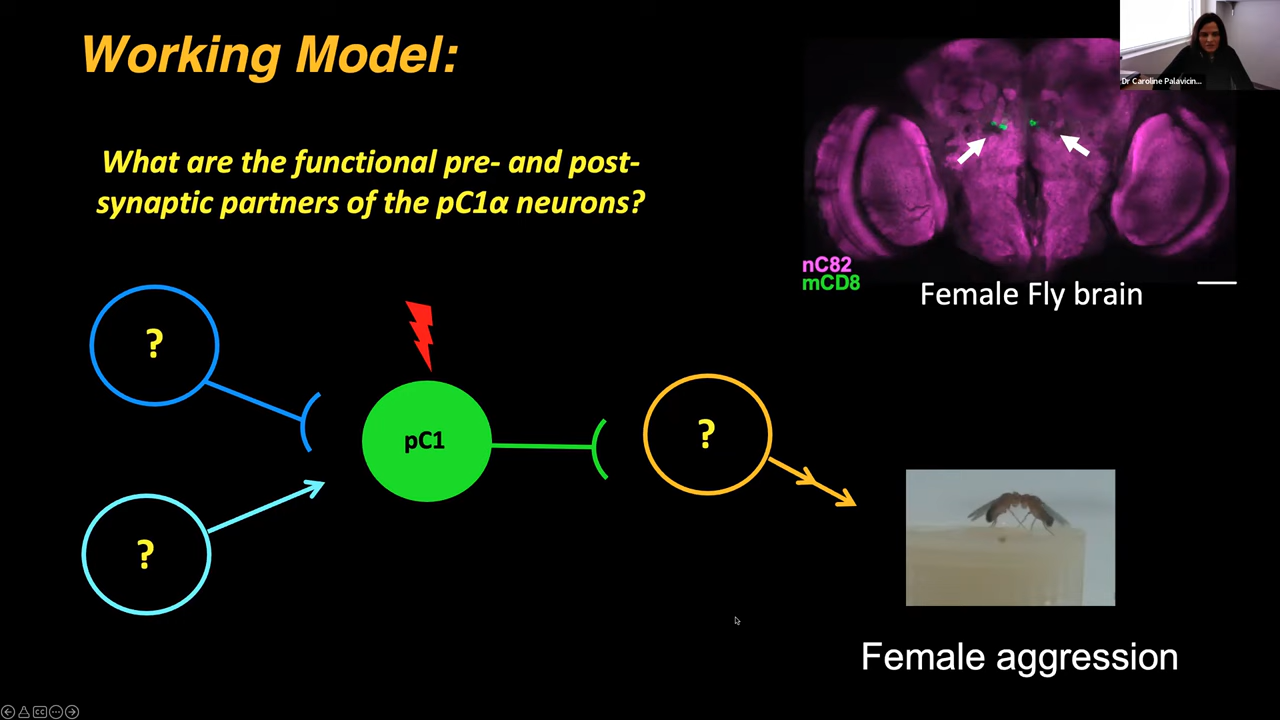 Working Model:
Dr Caroline Palavicin...
What are the functional pre- and post-
synaptic partners of the pC1α neurons?
nC82
mCD8
Female Fly brain
?
pC1
?
?
Female aggression
CC